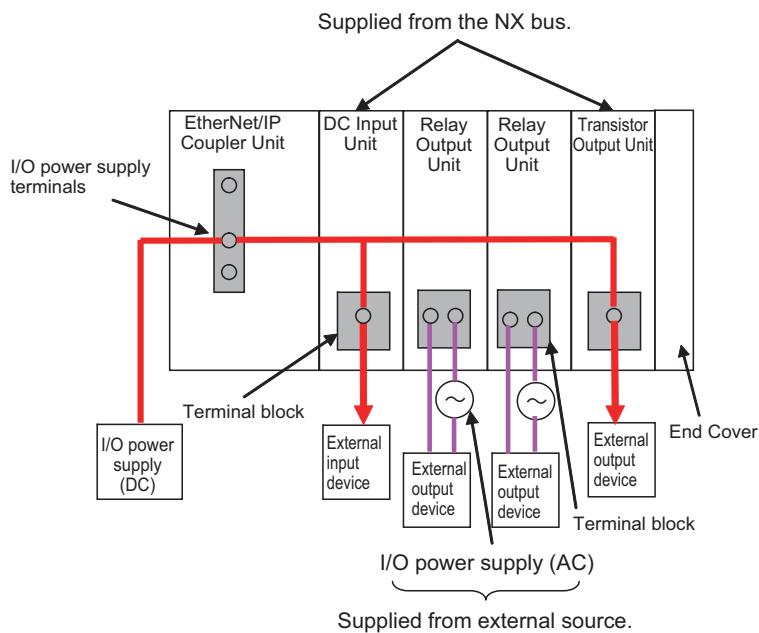 Supplied from the NX bus.
EtherNet/IP
Coupler Unit
DC Input
Unit
Relay
Output
Unit
Relay
Output
Unit
Transistor
Output Unit
I/O power supply
terminals
Terminal block
End Cover
I/O power
supply
(DC)
External
input
device
External
output
device
External
output
device
External
output
device
Terminal block
I/O power supply (AC)
Supplied from external source.